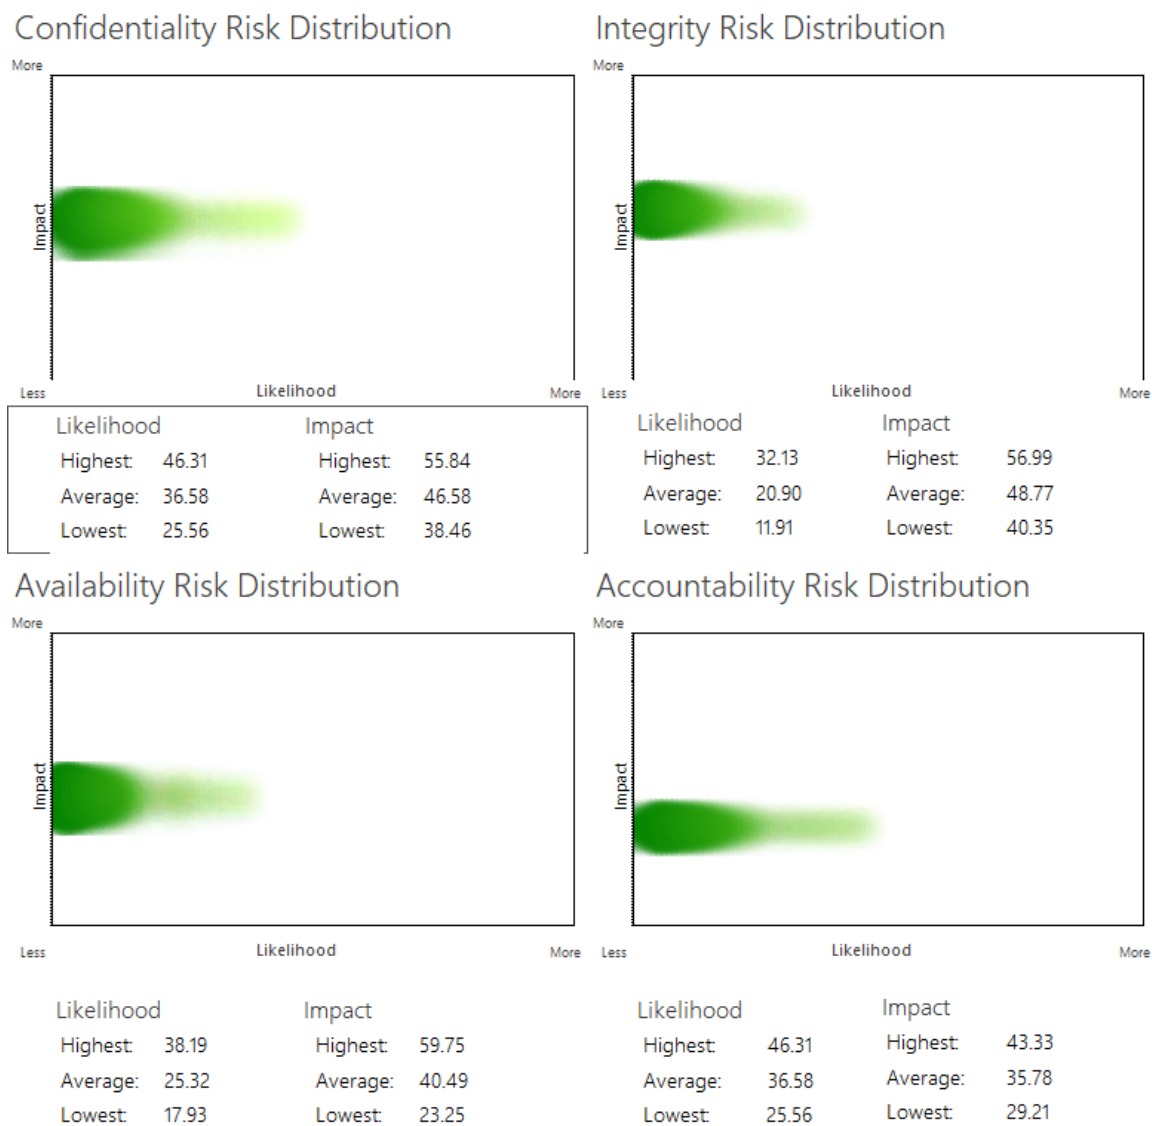 Confidentiality Risk Distribution
More
Impact
Less
Likelihood
More
Likelihood
Impact
Highest: 46.31
Highest: 55.84
Average: 36.58
Average: 46.58
Lowest: 25.56
Lowest: 38.46
Integrity Risk Distribution
More
Impact
Less
Likelihood
More
Likelihood
Impact
Highest: 32.13
Highest: 56.99
Average: 20.90
Average: 48.77
Lowest: 11.91
Lowest: 40.35
Availability Risk Distribution
More
Impact
Less
Likelihood
More
Likelihood
Impact
Highest: 38.19
Highest: 59.75
Average: 25.32
Average: 40.49
Lowest: 17.93
Lowest: 23.25
Accountability Risk Distribution
More
Impact
Less
Likelihood
More
Likelihood
Impact
Highest: 46.31
Highest: 43.33
Average: 36.58
Average: 35.78
Lowest: 25.56
Lowest: 29.21